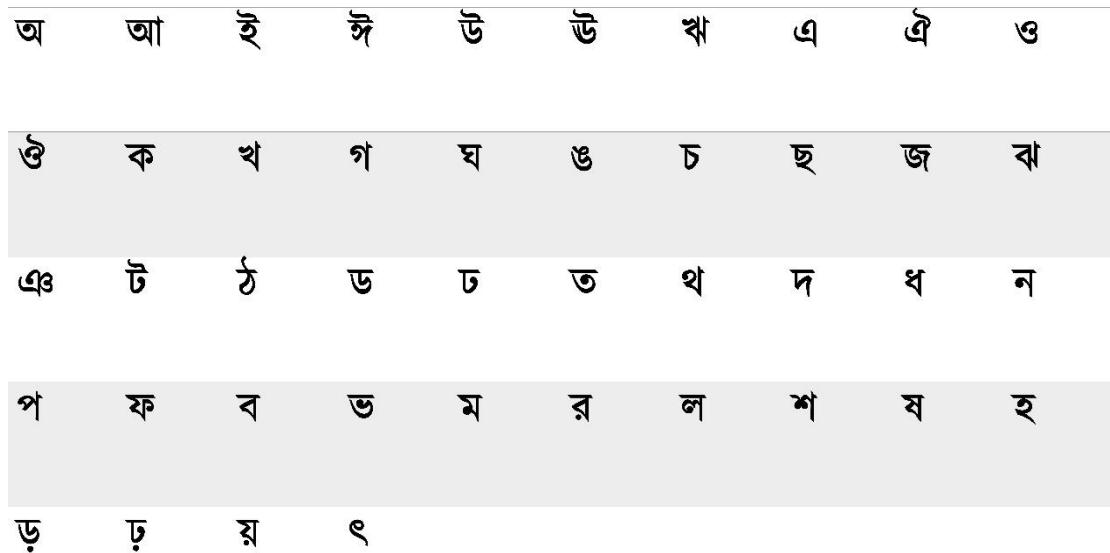 অ আ ই ঈ উ ঊ ঋ এ ঐ ও
ঔ ক খ গ ঘ ঙ চ ছ জ ঝ
ঞ ট ঠ ড ঢ ত থ দ ধ ন
প ফ ব ভ ম র ল শ ষ হ
ড় ঢ় য় ৎ